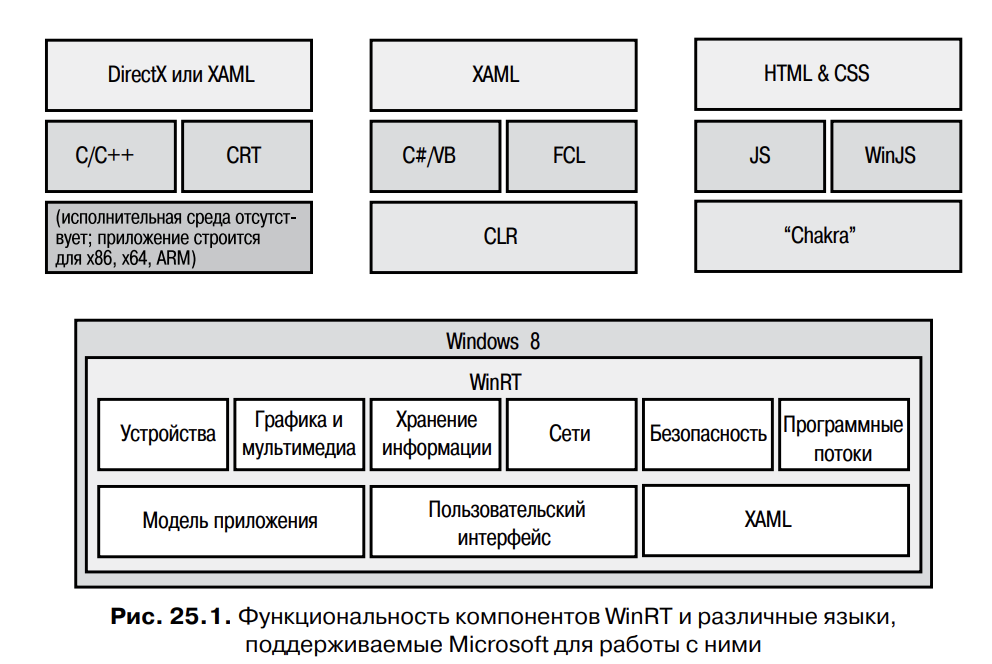 DirectX или XAML
XAML
HTML & CSS
C/C++
CRT
C#/VB
FCL
JS
WinJS
(исполнительная среда отсутст-
вует; приложение строится
для x86, x64, ARM)
CLR
“Chakra”
Windows 8
WinRT
Устройства
Графика и
мультимедиа
Хранение
информации
Сети
Безопасность
Программные
потоки
Модель приложения
Пользовательский
интерфейс
XAML
Рис. 25.1. Функциональность компонентов WinRT и различные языки,
поддерживаемые Microsoft для работы с ними